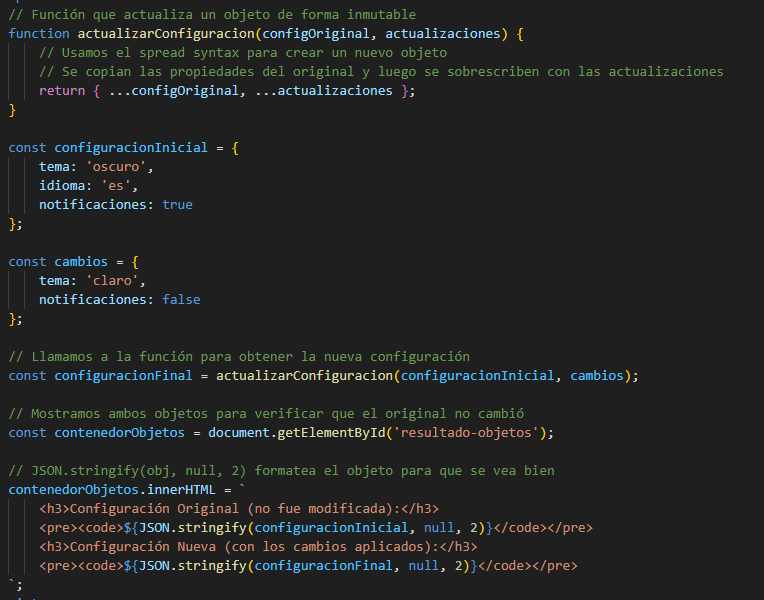 // Función que actualiza un objeto de forma inmutable
function actualizarConfiguracion(configOriginal, actualizaciones) {
    // Usamos el spread syntax para crear un nuevo objeto
    // Se copian las propiedades del original y luego se sobrescriben con las actualizaciones
    return { ...configOriginal, ...actualizaciones };
}

const configuracionInicial = {
    tema: 'oscuro',
    idioma: 'es',
    notificaciones: true
};

const cambios = {
    tema: 'claro',
    notificaciones: false
};

// Llamamos a la función para obtener la nueva configuración
const configuracionFinal = actualizarConfiguracion(configuracionInicial, cambios);

// Mostramos ambos objetos para verificar que el original no cambió
const contenedorObjetos = document.getElementById('resultado-objetos');

// JSON.stringify(obj, null, 2) formatea el objeto para que se vea bien
contenedorObjetos.innerHTML = `
    <h3>Configuración Original (no fue modificada):</h3>
    <pre><code>${JSON.stringify(configuracionInicial, null, 2)}</code></pre>
    <h3>Configuración Nueva (con los cambios aplicados):</h3>
    <pre><code>${JSON.stringify(configuracionFinal, null, 2)}</code></pre>
`;